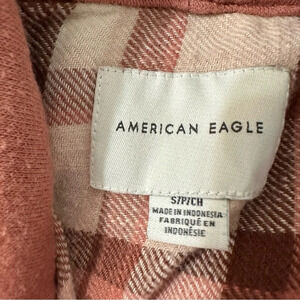 AMERICAN EAGLE
S/P/CH
MADE IN INDONESIA
FABRIQUÉ EN
INDONÉSIE